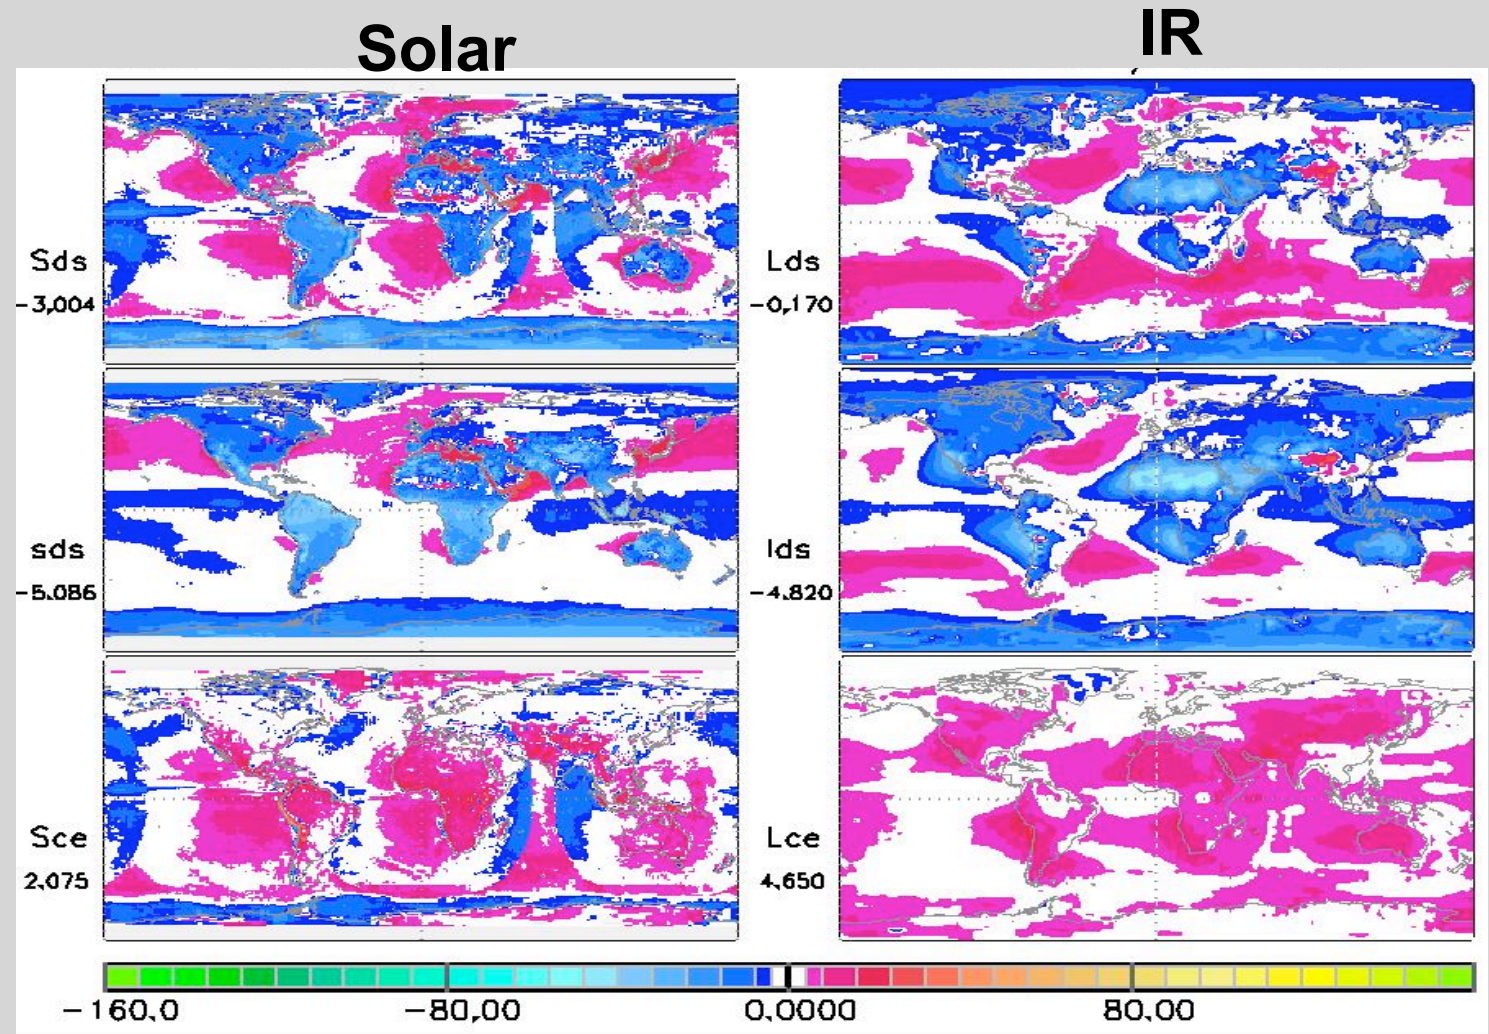 Solar
IR
Sds
-3,004
Lds
-0,170
sds
-5.086
lds
-4.820
Sce
2,075
Lce
4,650
-160.0
-80,00
0,0000
80,00